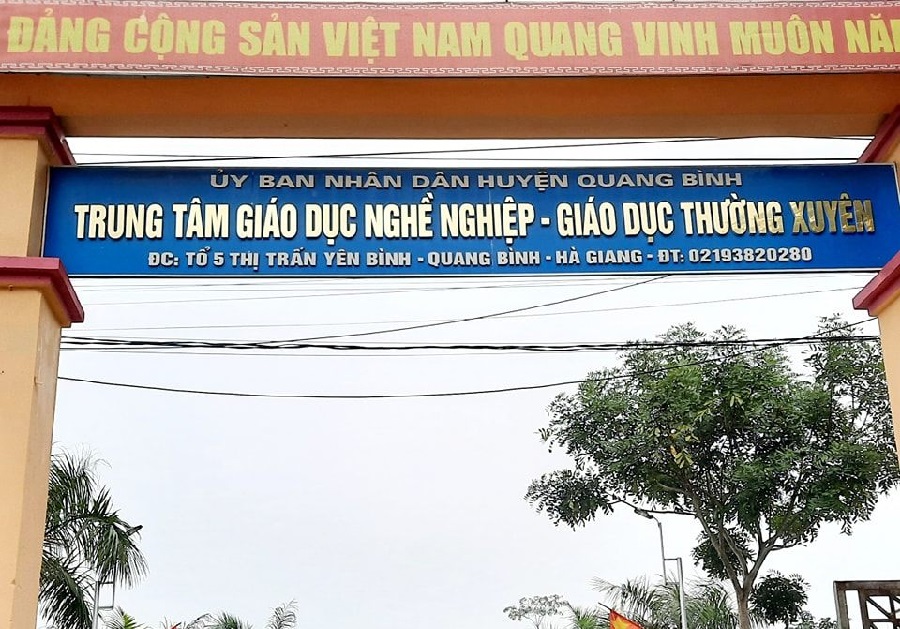 ĐẢNG CỘNG SẢN VIỆT NAM QUANG VINH MUÔN NĂ
ỦY BAN NHÂN DÂN HUYỆN QUANG BÌNH
TRUNG TÂM GIÁO DỤC NGHỀ NGHIỆP - GIÁO DỤC THƯỜNG XUYÊN
ĐC: TỔ 5 THỊ TRẤN YÊN BÌNH - QUANG BÌNH - HÀ GIANG - ĐT: 02193820280